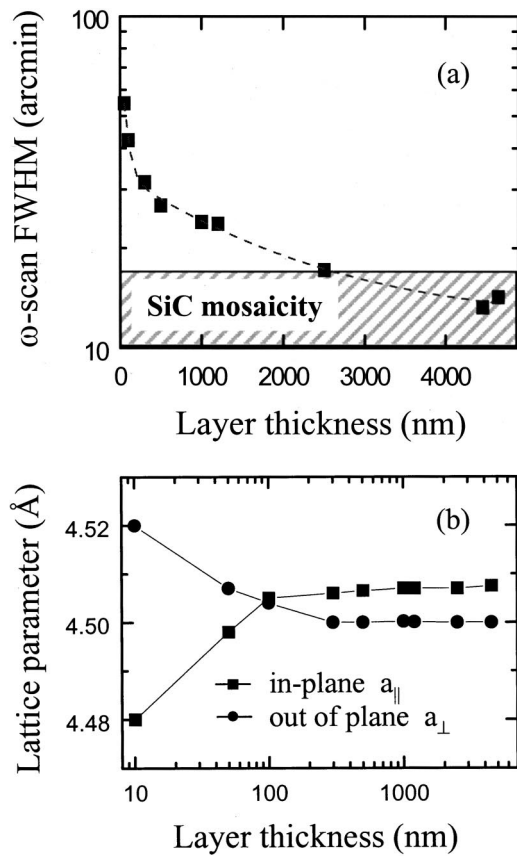 100
(a)
ω-scan FWHM (arcmin)
SiC mosaicity
10
0 1000 2000 3000 4000
Layer thickness (nm)
(b)
Lattice parameter (Å)
4.52
4.50
4.48
in-plane a∥
out of plane a⊥
10 100 1000
Layer thickness (nm)